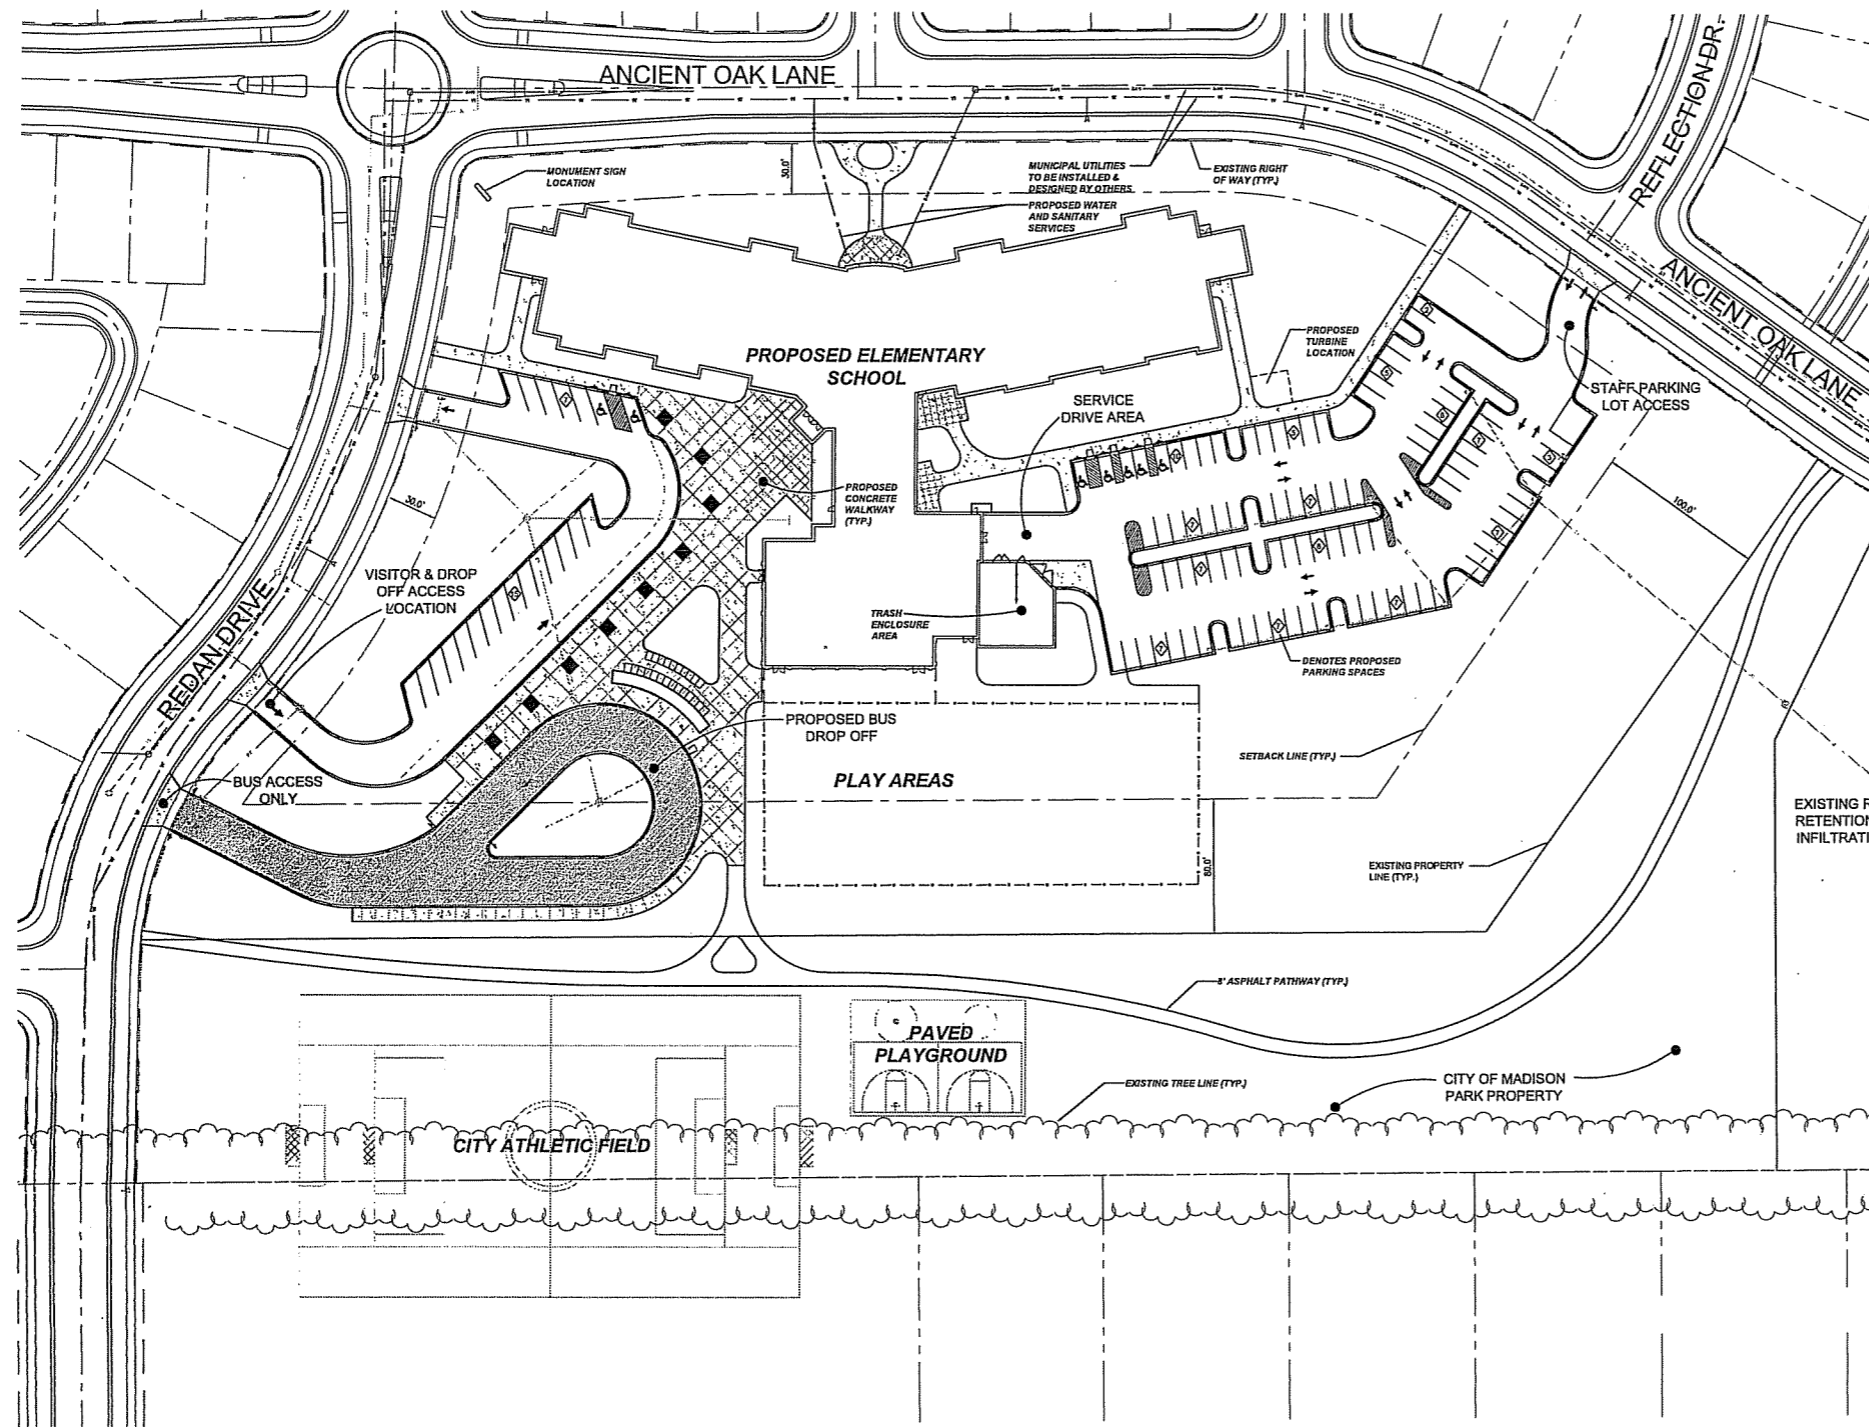 ANCIENT OAK LANE
REFLECTION DR.
MONUMENT SIGN
LOCATION
30.0'
MUNICIPAL UTILITIES
TO BE INSTALLED &
DESIGNED BY OTHERS
EXISTING RIGHT
OF WAY (TYP.)
PROPOSED WATER
AND SANITARY
SERVICES
ANCIENT OAK LANE
PROPOSED ELEMENTARY
SCHOOL
PROPOSED
TURBINE
LOCATION
STAFF PARKING
LOT ACCESS
SERVICE
DRIVE AREA
30.0'
PROPOSED
CONCRETE
WALKWAY
(TYP.)
100.0'
VISITOR & DROP
OFF ACCESS
LOCATION
REDAN DRIVE
TRASH
ENCLOSURE
AREA
DENOTES PROPOSED
PARKING SPACES
PROPOSED BUS
DROP OFF
SETBACK LINE (TYP.)
BUS ACCESS
ONLY
PLAY AREAS
EXISTING R
RETENTION
INFILTRATI
80.0'
EXISTING PROPERTY
LINE (TYP.)
8' ASPHALT PATHWAY (TYP.)
PAVED
PLAYGROUND
EXISTING TREE LINE (TYP.)
CITY OF MADISON
PARK PROPERTY
CITY ATHLETIC FIELD